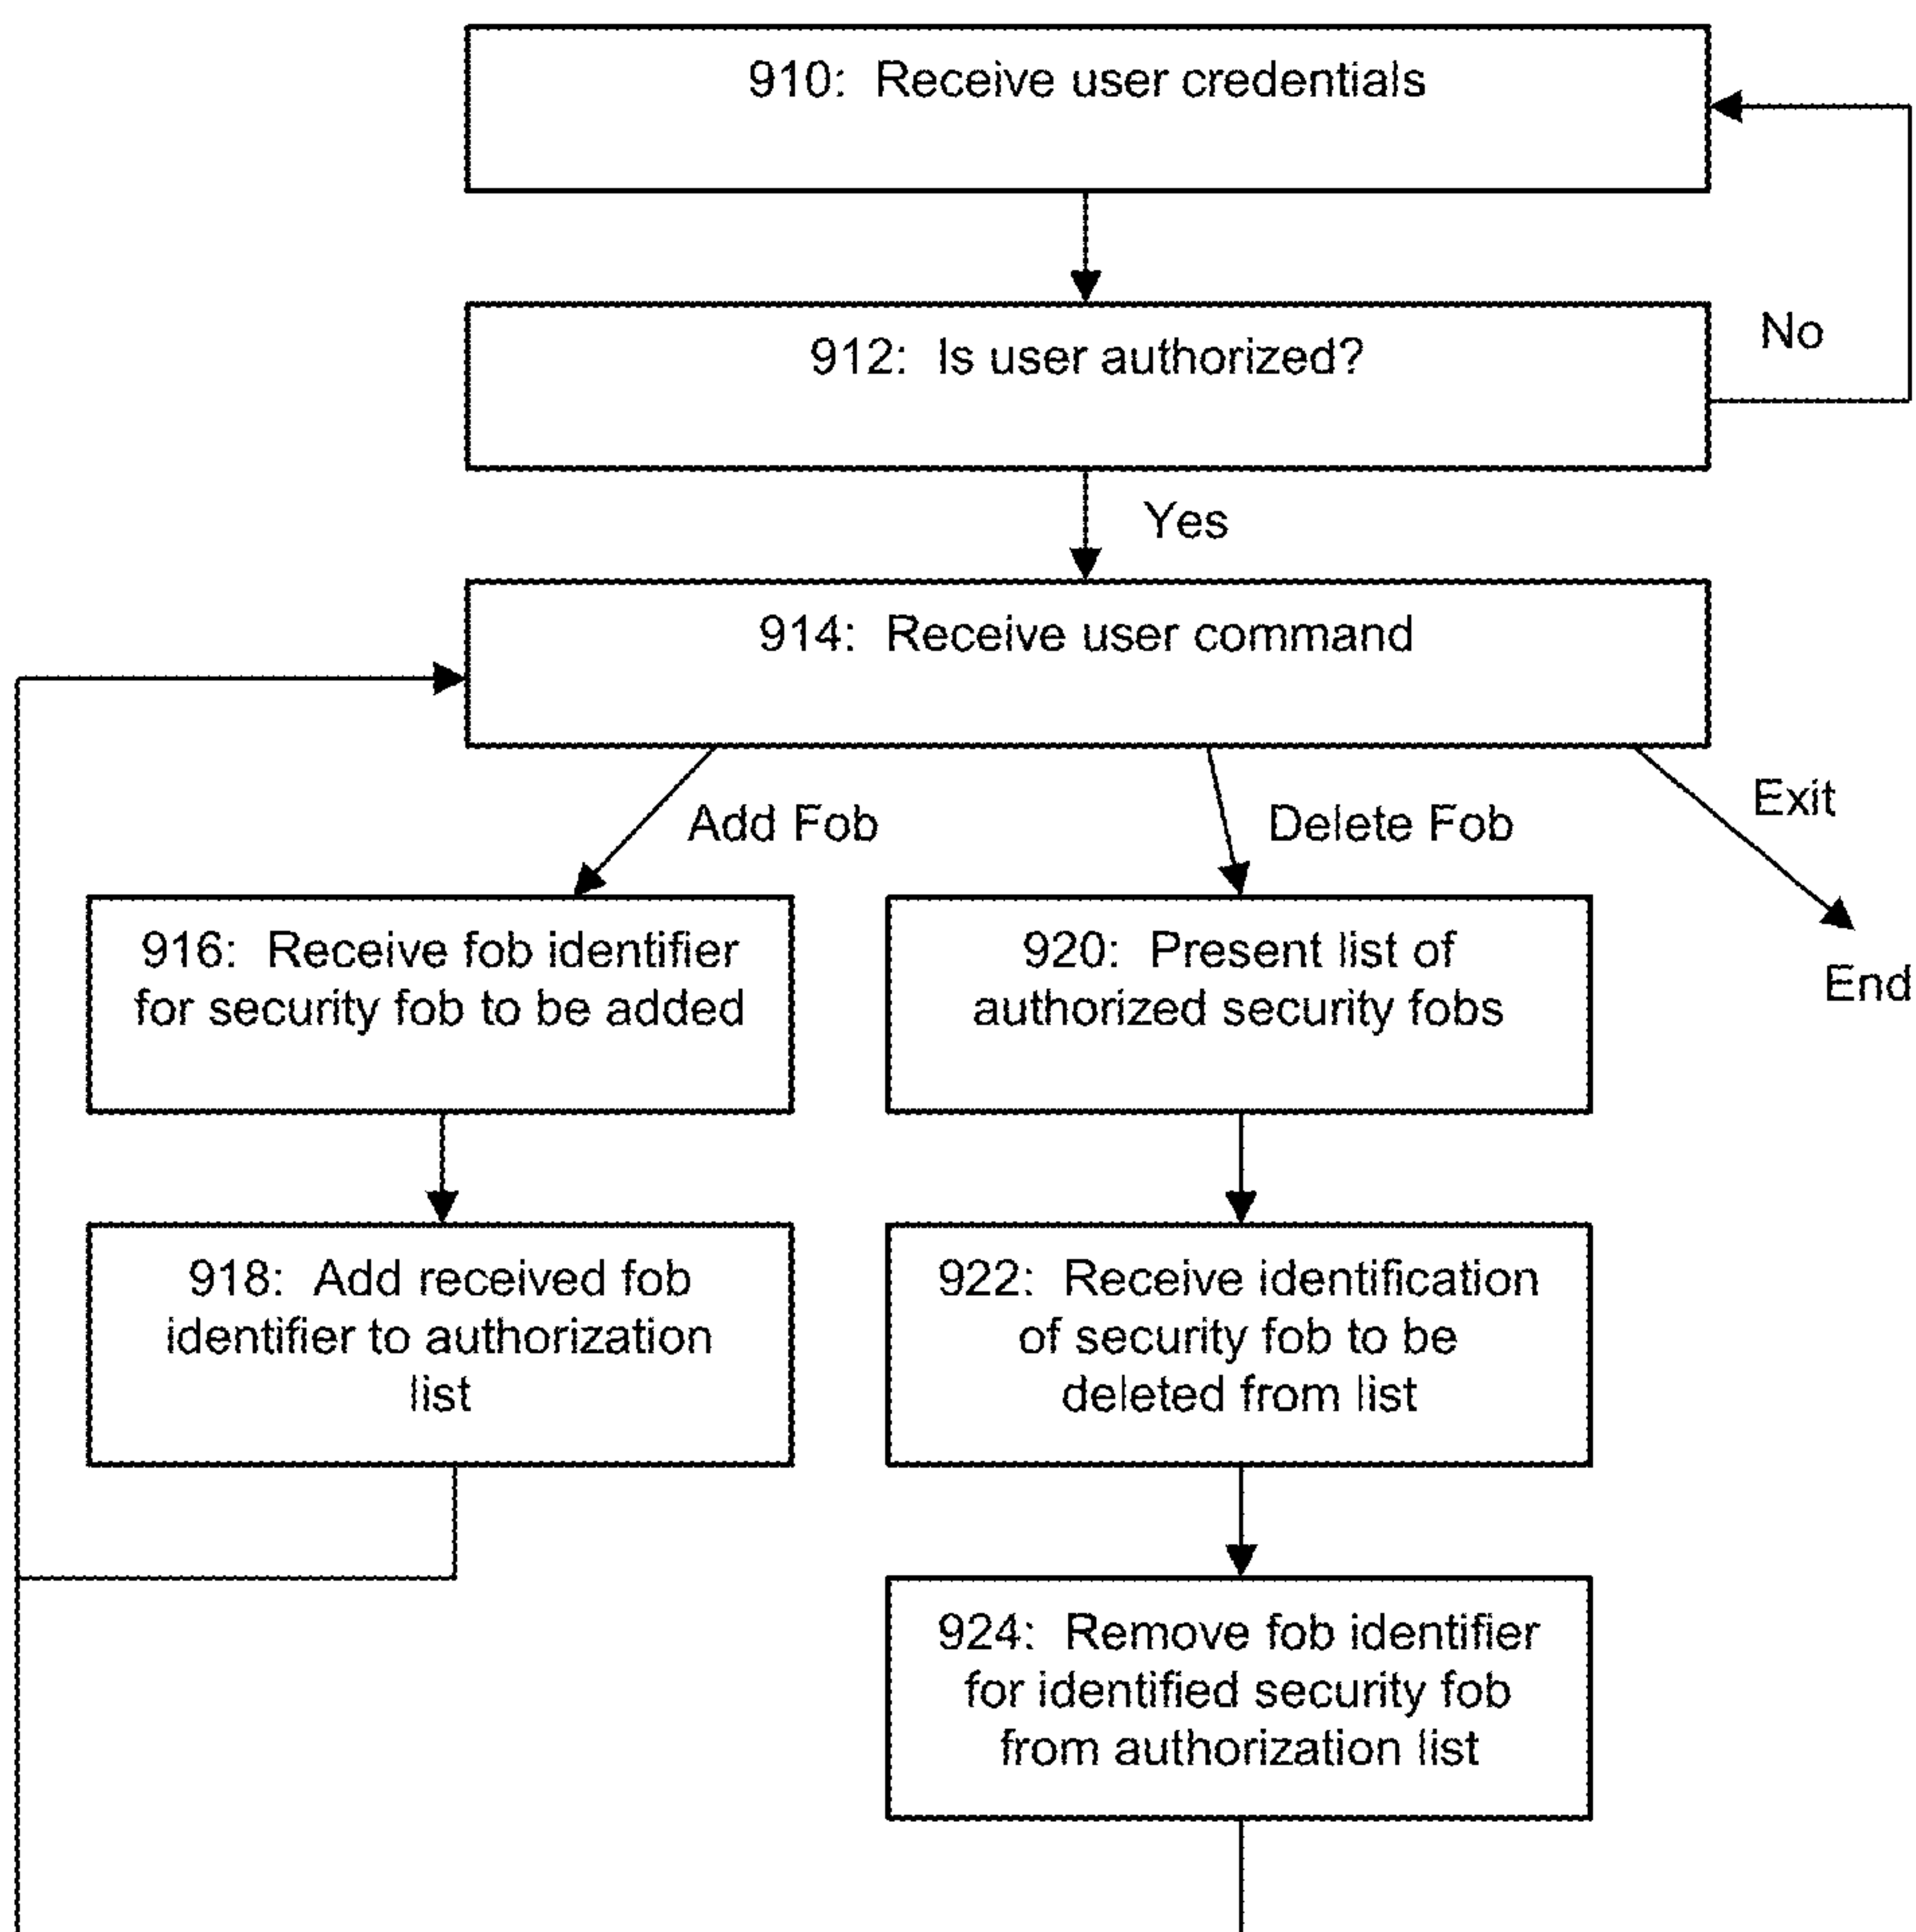 910: Receive user credentials
912: Is user authorized?
No
Yes
914: Receive user command
Add Fob
Delete Fob
Exit
End
916: Receive fob identifier
for security fob to be added
920: Present list of
authorized security fobs
918: Add received fob
identifier to authorization
list
922: Receive identification
of security fob to be
deleted from list
924: Remove fob identifier
for identified security fob
from authorization list